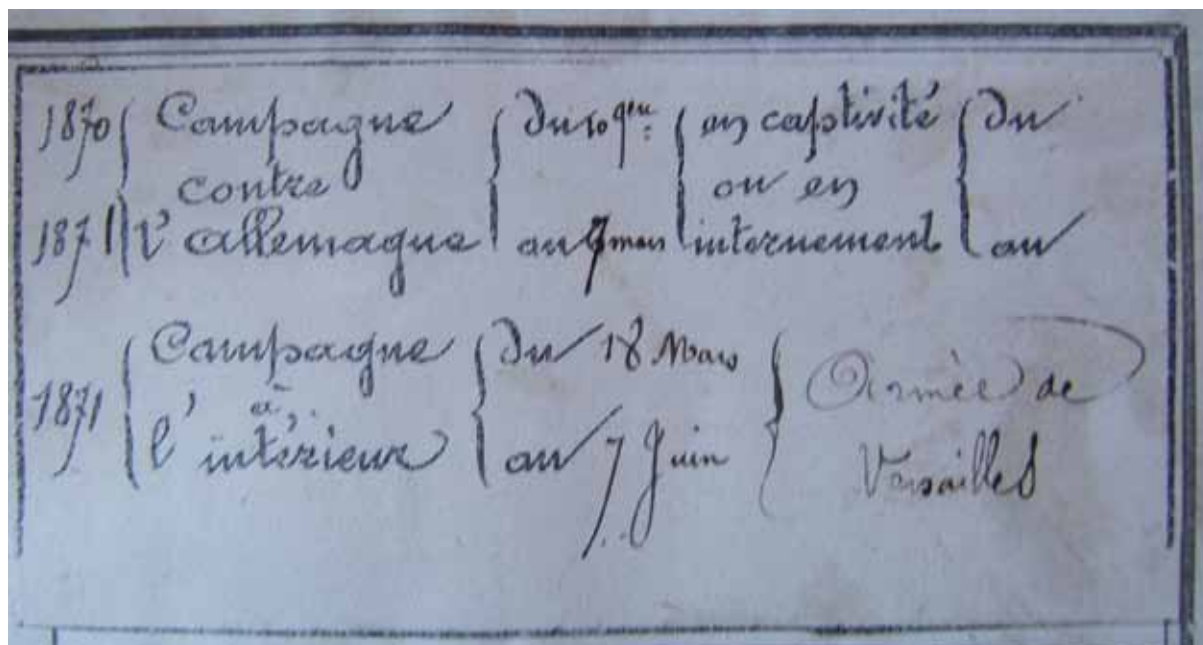 1870 Campagne du 10 9bre en captivité du
contre ou en
1871 l'allemagne au 7 mars internement au
Campagne du 18 Mars Armée de
1871 à
l'intérieur au 7 Juin Versailles